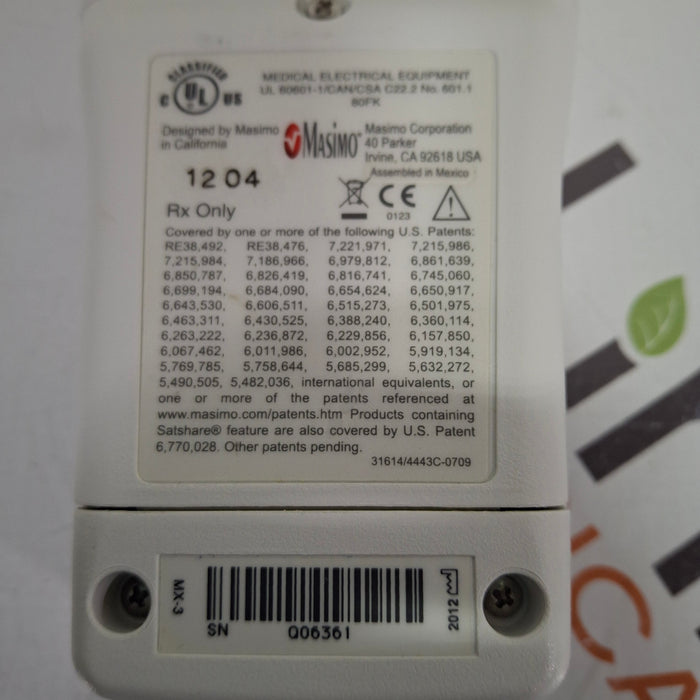 CLASSIFIED
C UL US
MEDICAL ELECTRICAL EQUIPMENT
UL 60601-1/CAN/CSA C22.2 No. 601.1
80FK
Designed by Masimo
in California
Masimo
Masimo Corporation
40 Parker
Irvine, CA 92618 USA
Assembled in Mexico
12 04
CE
0123
Rx Only
Covered by one or more of the following U.S. Patents:
RE38,492, RE38,476, 7,221,971, 7,215,986,
7,215,984, 7,186,966, 6,979,812, 6,861,639,
6,850,787, 6,826,419, 6,816,741, 6,745,060,
6,699,194, 6,684,090, 6,654,624, 6,650,917,
6,643,530, 6,606,511, 6,515,273, 6,501,975,
6,463,311, 6,430,525, 6,388,240, 6,360,114,
6,263,222, 6,236,872, 6,229,856, 6,157,850,
6,067,462, 6,011,986, 6,002,952, 5,919,134,
5,769,785, 5,758,644, 5,685,299, 5,632,272,
5,490,505, 5,482,036, international equivalents, or
one or more of the patents referenced at
www.masimo.com/patents.htm Products containing
Satshare® feature are also covered by U.S. Patent
6,770,028. Other patents pending.
31614/4443C-0709
MX-3
SN Q06361
2012
ICA